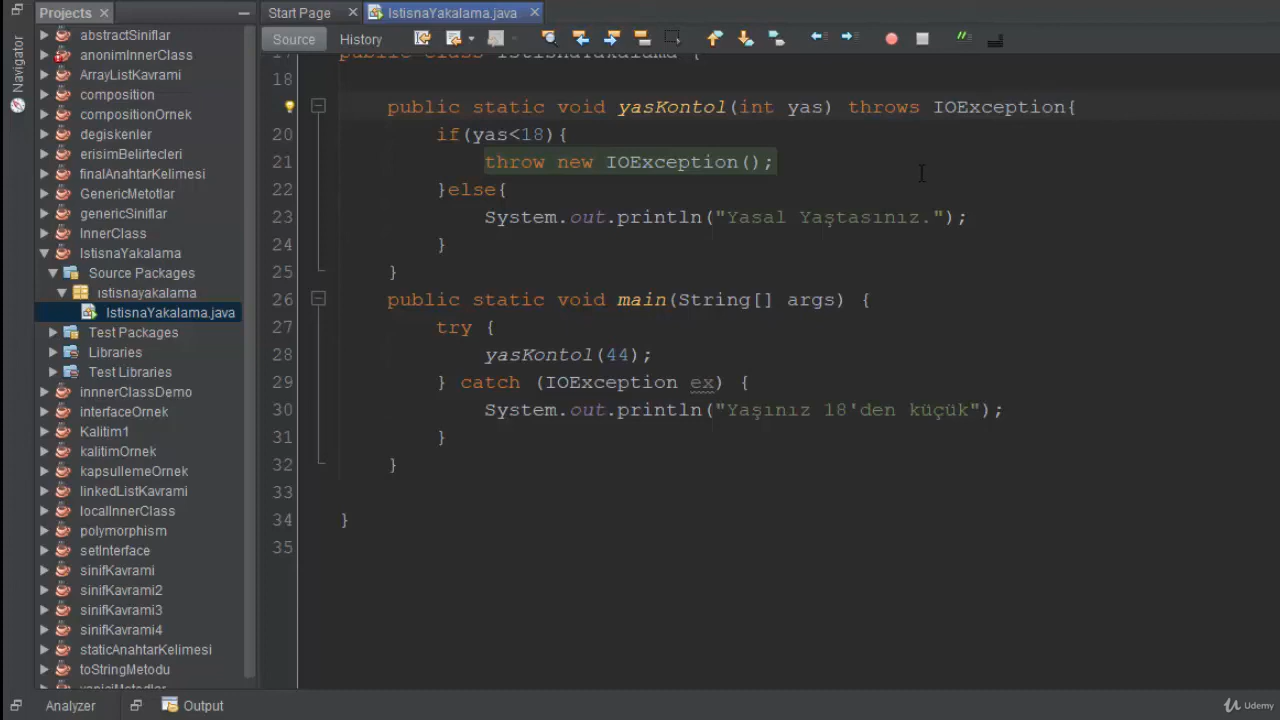 Projects
Start Page
IstisnaYakalama.java
Navigator
Source
History
abstractSiniflar
anonimInnerClass
ArrayListKavrami
composition
compositionOrnek
degiskenler
erisimBelirtecleri
finalAnahtarKelimesi
GenericMetotlar
genericSiniflar
InnerClass
IstisnaYakalama
Source Packages
ıstisnayakalama
IstisnaYakalama.java
Test Packages
Libraries
Test Libraries
innnerClassDemo
interfaceOrnek
Kalitim1
kalitimOrnek
kapsullemeOrnek
linkedListKavrami
localInnerClass
polymorphism
setInterface
sinifKavrami
sinifKavrami2
sinifKavrami3
sinifKavrami4
staticAnahtarKelimesi
toStringMetodu
yapiciMetodlar
17 public class IstisnaYakalama {
18
public static void yasKontol(int yas) throws IOException{
20 if(yas<18){
21 throw new IOException();
22 }else{
23 System.out.println("Yasal Yaştasınız.");
24 }
25 }
26 public static void main(String[] args) {
27 try {
28 yasKontol(44);
29 } catch (IOException ex) {
30 System.out.println("Yaşınız 18'den küçük");
31 }
32 }
33
34 }
35
Analyzer
Output
Udemy